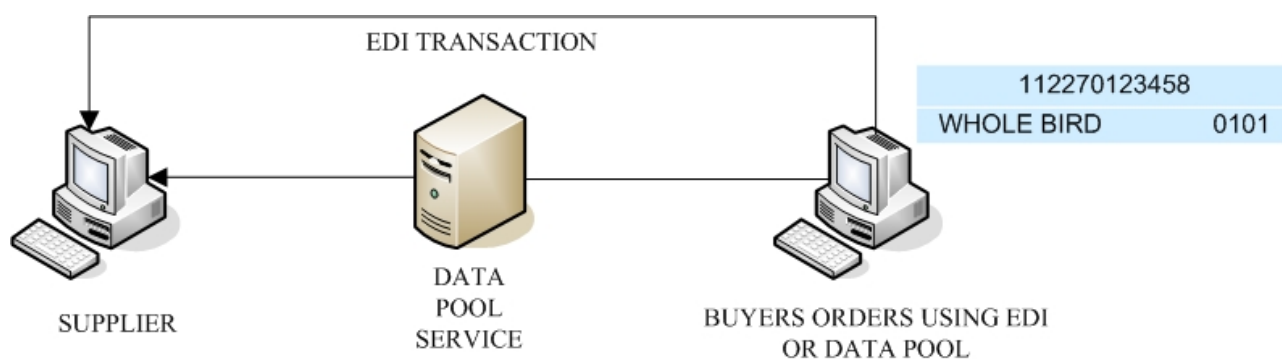 EDI TRANSACTION
112270123458
WHOLE BIRD 0101
SUPPLIER
DATA
POOL
SERVICE
BUYERS ORDERS USING EDI
OR DATA POOL